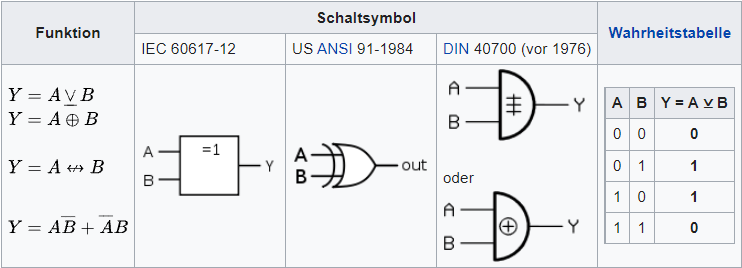 Funktion
Schaltsymbol
Wahrheitstabelle
IEC 60617-12
US ANSI 91-1984
DIN 40700 (vor 1976)
Y = A ⊻ B
Y = A ⊕ B
Y = A ↮ B
Y = AB̅ + A̅B
A
B
=1
Y
A
B
out
A
B
Y
oder
A
B
⊕
Y
A B Y = A ⊻ B
0 0 0
0 1 1
1 0 1
1 1 0